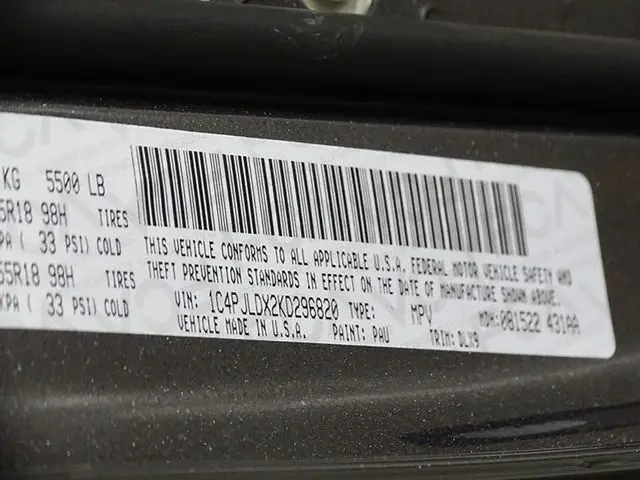 KG 5500 LB
5R18 98H TIRES
PA ( 33 PSI) COLD
55R18 98H TIRES
KPA ( 33 PSI) COLD
THIS VEHICLE CONFORMS TO ALL APPLICABLE U.S.A. FEDERAL MOTOR VEHICLE SAFETY AND
THEFT PREVENTION STANDARDS IN EFFECT ON THE DATE OF MANUFACTURE SHOWN ABOVE.
VIN: 1C4PJLDX2KD296820 TYPE: MPV MDH: 081522 431AA
VEHICLE MADE IN U.S.A. PAINT: PAU TRIM: DLX9